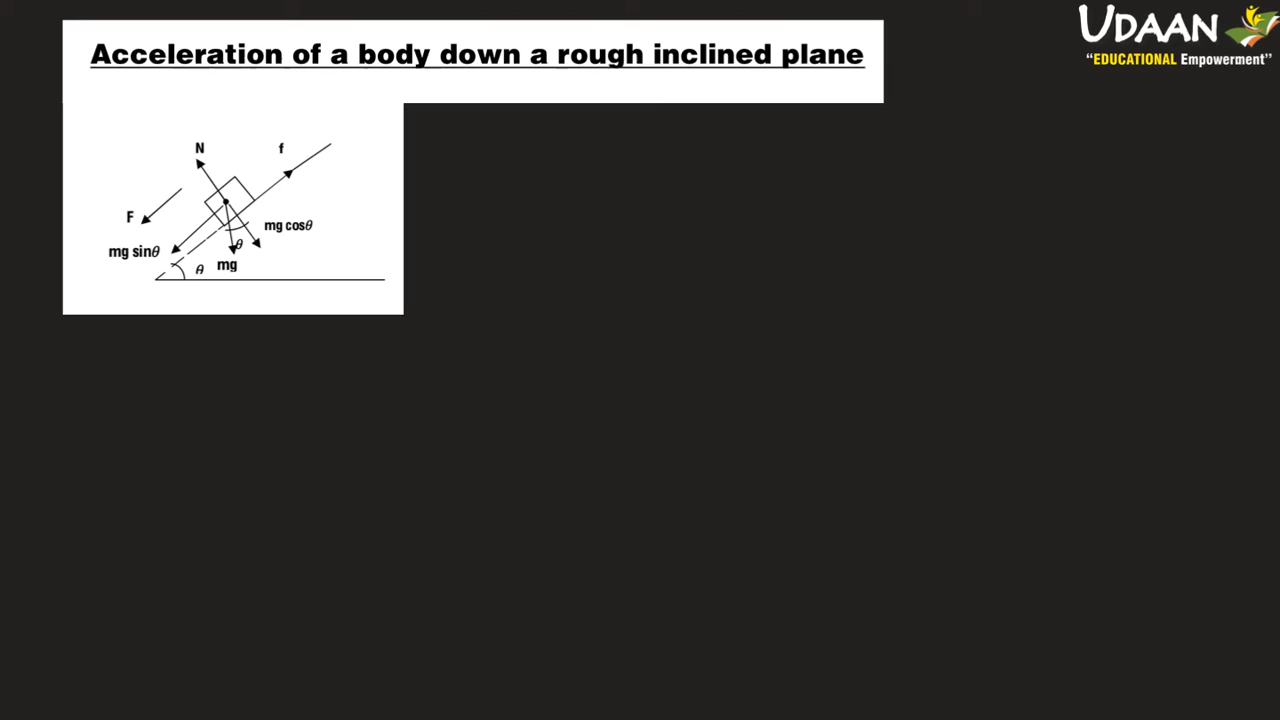 UDAAN
“EDUCATIONAL Empowerment”
Acceleration of a body down a rough inclined plane
N
f
F
mg cosθ
mg sinθ
θ
θ
mg